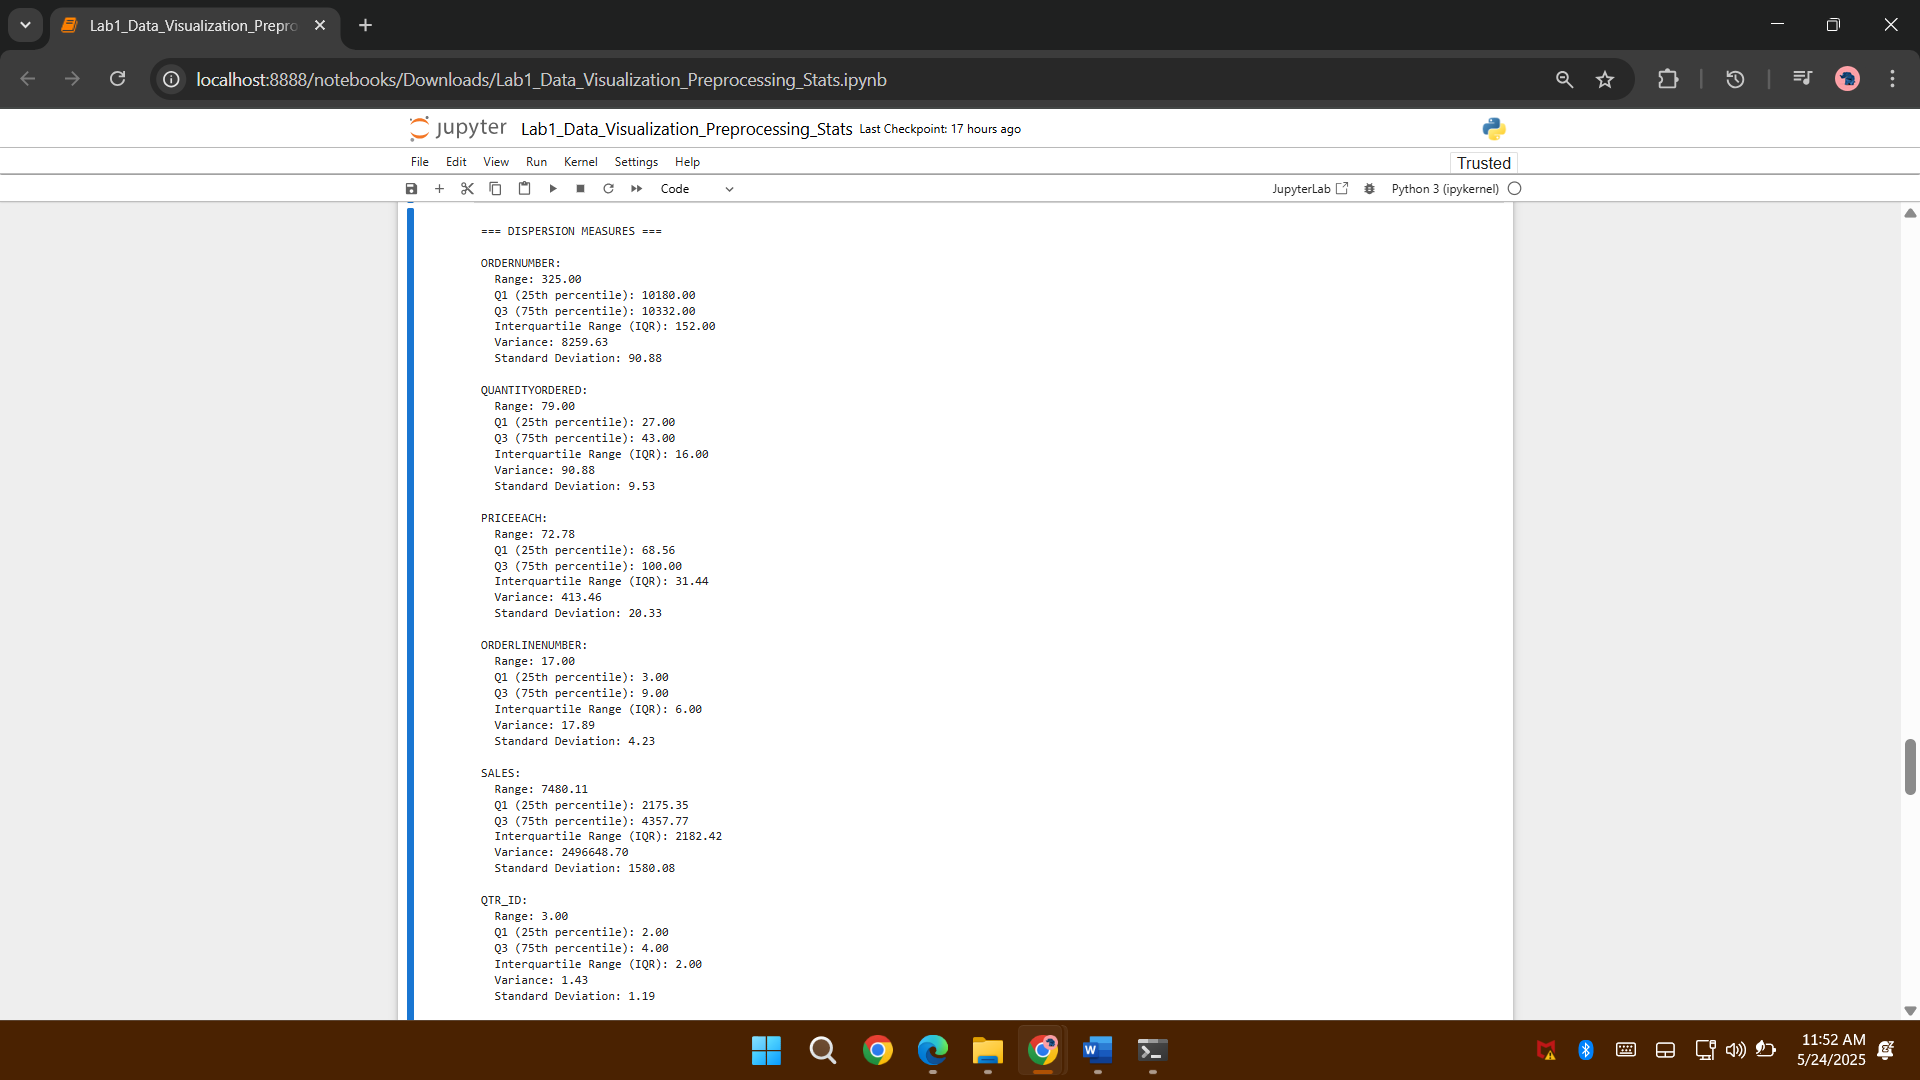 Lab1_Data_Visualization_Prepro
localhost:8888/notebooks/Downloads/Lab1_Data_Visualization_Preprocessing_Stats.ipynb
jupyter Lab1_Data_Visualization_Preprocessing_Stats Last Checkpoint: 17 hours ago
File Edit View Run Kernel Settings Help
Trusted
Code
JupyterLab
Python 3 (ipykernel)
=== DISPERSION MEASURES ===
ORDERNUMBER:
Range: 325.00
Q1 (25th percentile): 10180.00
Q3 (75th percentile): 10332.00
Interquartile Range (IQR): 152.00
Variance: 8259.63
Standard Deviation: 90.88
QUANTITYORDERED:
Range: 79.00
Q1 (25th percentile): 27.00
Q3 (75th percentile): 43.00
Interquartile Range (IQR): 16.00
Variance: 90.88
Standard Deviation: 9.53
PRICEEACH:
Range: 72.78
Q1 (25th percentile): 68.56
Q3 (75th percentile): 100.00
Interquartile Range (IQR): 31.44
Variance: 413.46
Standard Deviation: 20.33
ORDERLINENUMBER:
Range: 17.00
Q1 (25th percentile): 3.00
Q3 (75th percentile): 9.00
Interquartile Range (IQR): 6.00
Variance: 17.89
Standard Deviation: 4.23
SALES:
Range: 7480.11
Q1 (25th percentile): 2175.35
Q3 (75th percentile): 4357.77
Interquartile Range (IQR): 2182.42
Variance: 2496648.70
Standard Deviation: 1580.08
QTR_ID:
Range: 3.00
Q1 (25th percentile): 2.00
Q3 (75th percentile): 4.00
Interquartile Range (IQR): 2.00
Variance: 1.43
Standard Deviation: 1.19
11:52 AM
5/24/2025